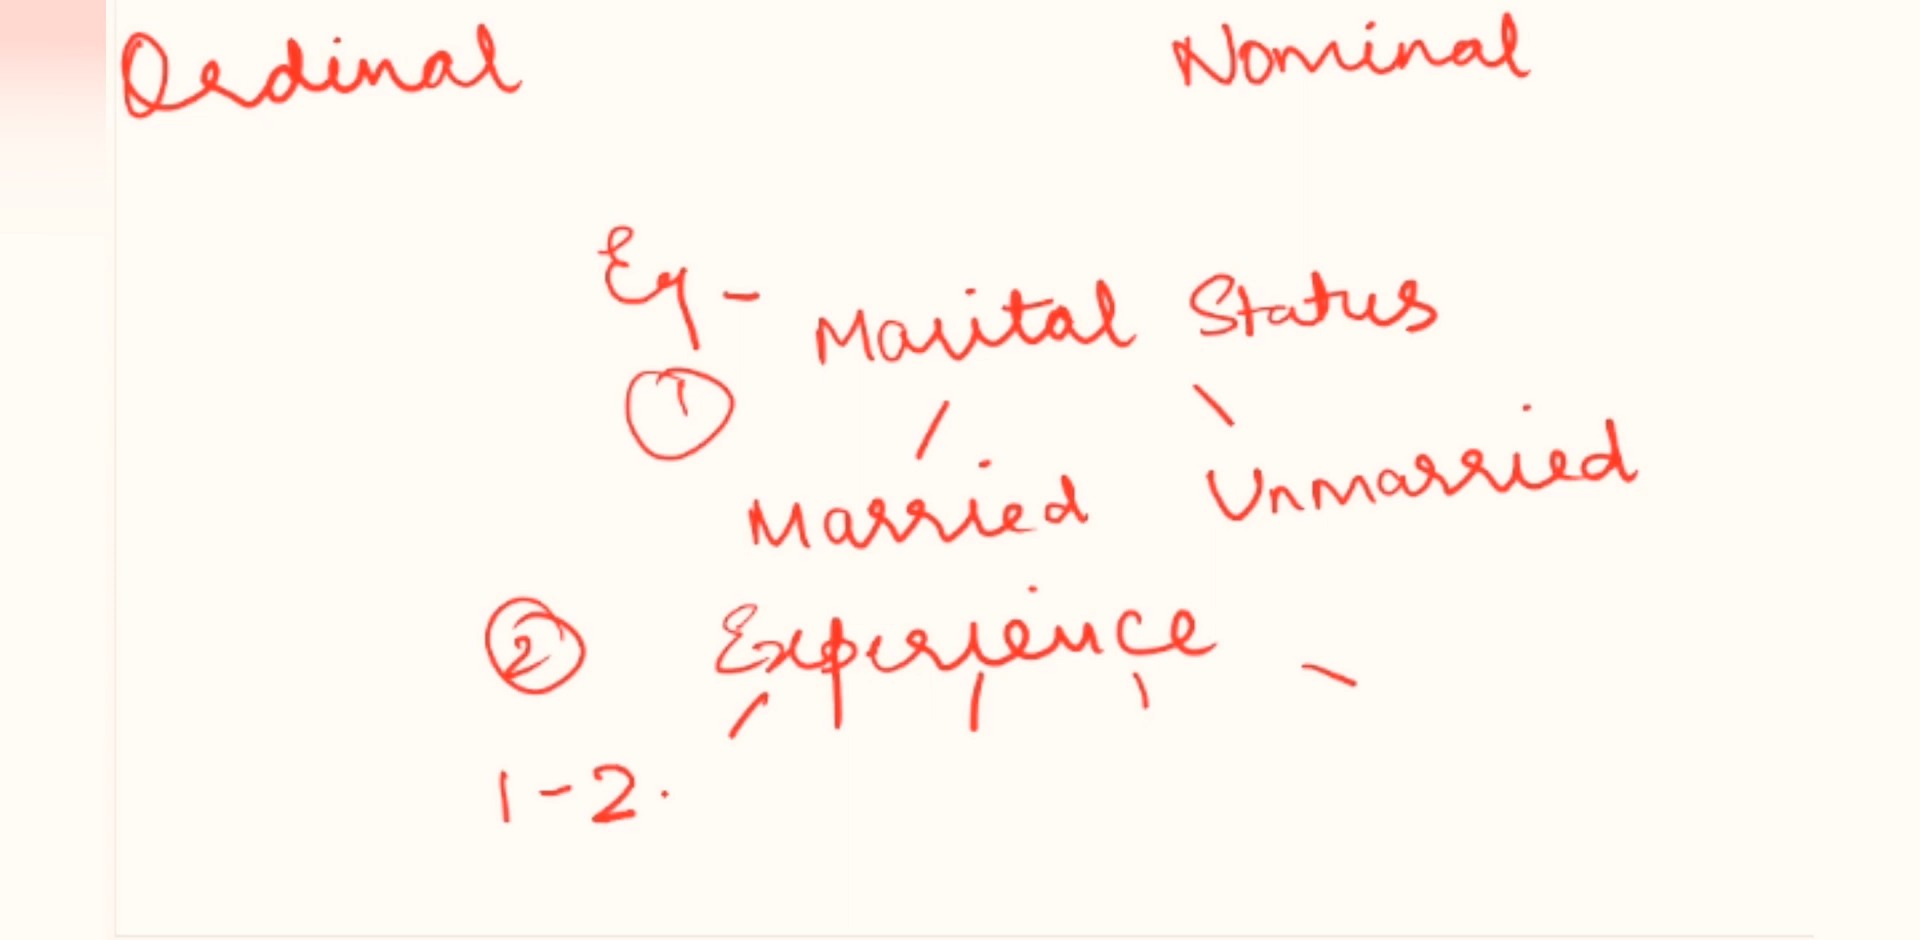 Ordinal Nominal
Eg - Marital Status
1
Married Unmarried
2 Experience
1-2.